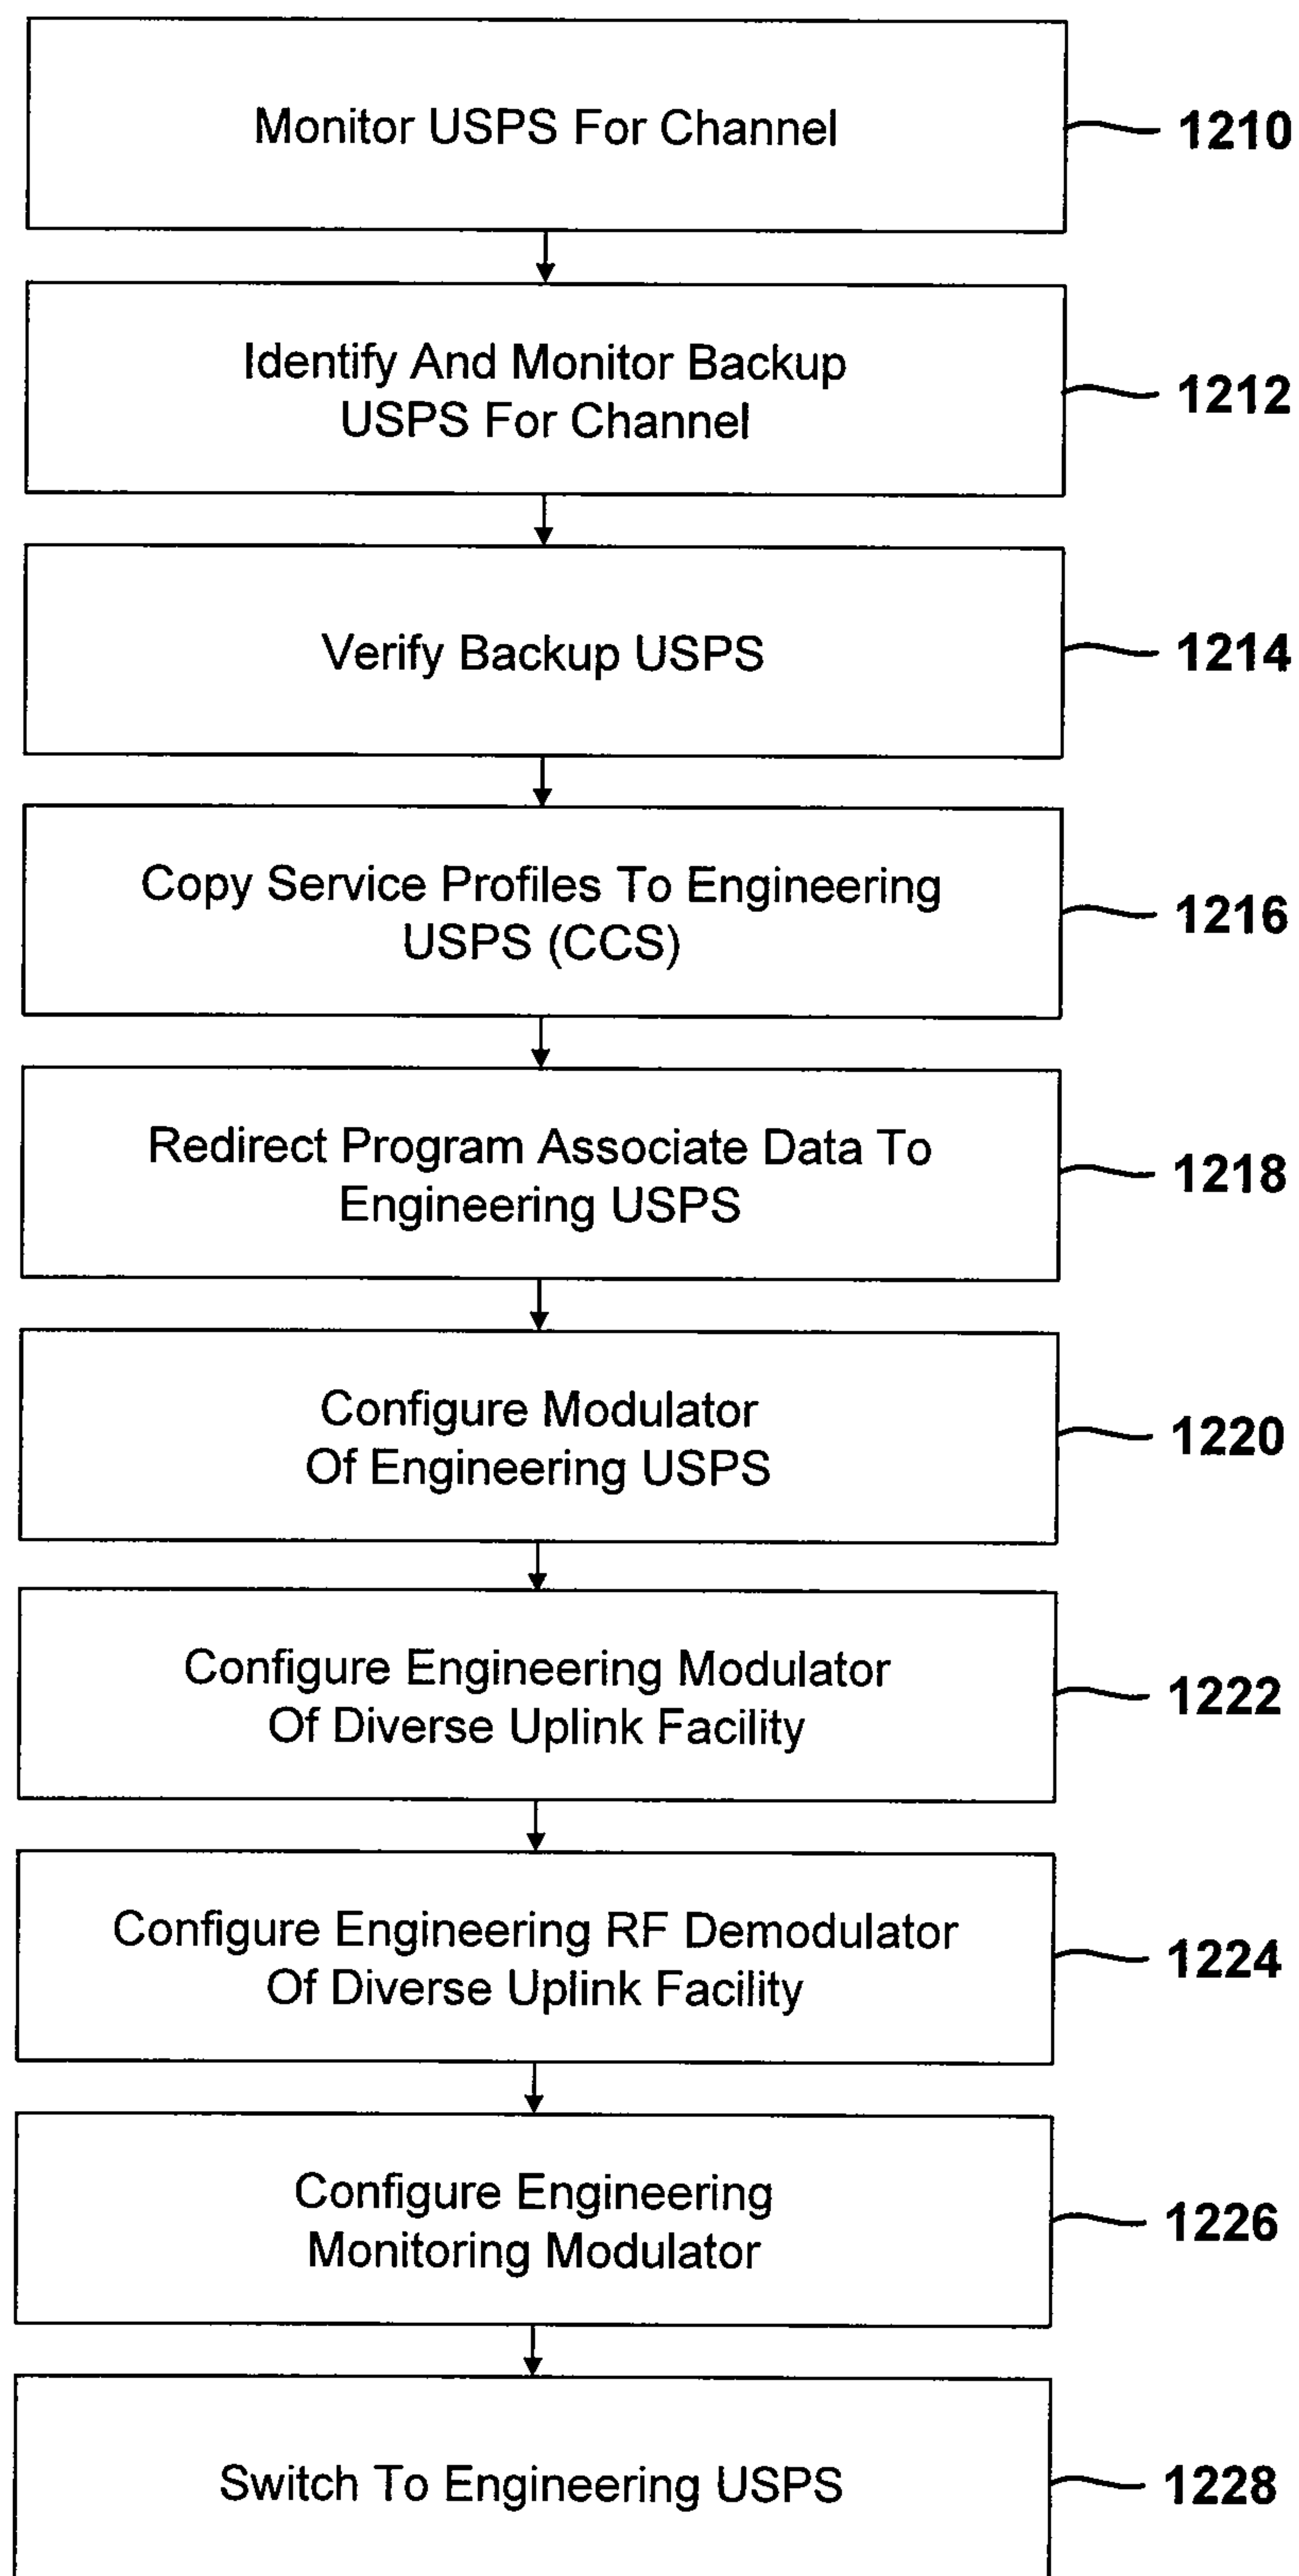 Monitor USPS For Channel
1210
Identify And Monitor Backup
USPS For Channel
1212
Verify Backup USPS
1214
Copy Service Profiles To Engineering
USPS (CCS)
1216
Redirect Program Associate Data To
Engineering USPS
1218
Configure Modulator
Of Engineering USPS
1220
Configure Engineering Modulator
Of Diverse Uplink Facility
1222
Configure Engineering RF Demodulator
Of Diverse Uplink Facility
1224
Configure Engineering
Monitoring Modulator
1226
Switch To Engineering USPS
1228